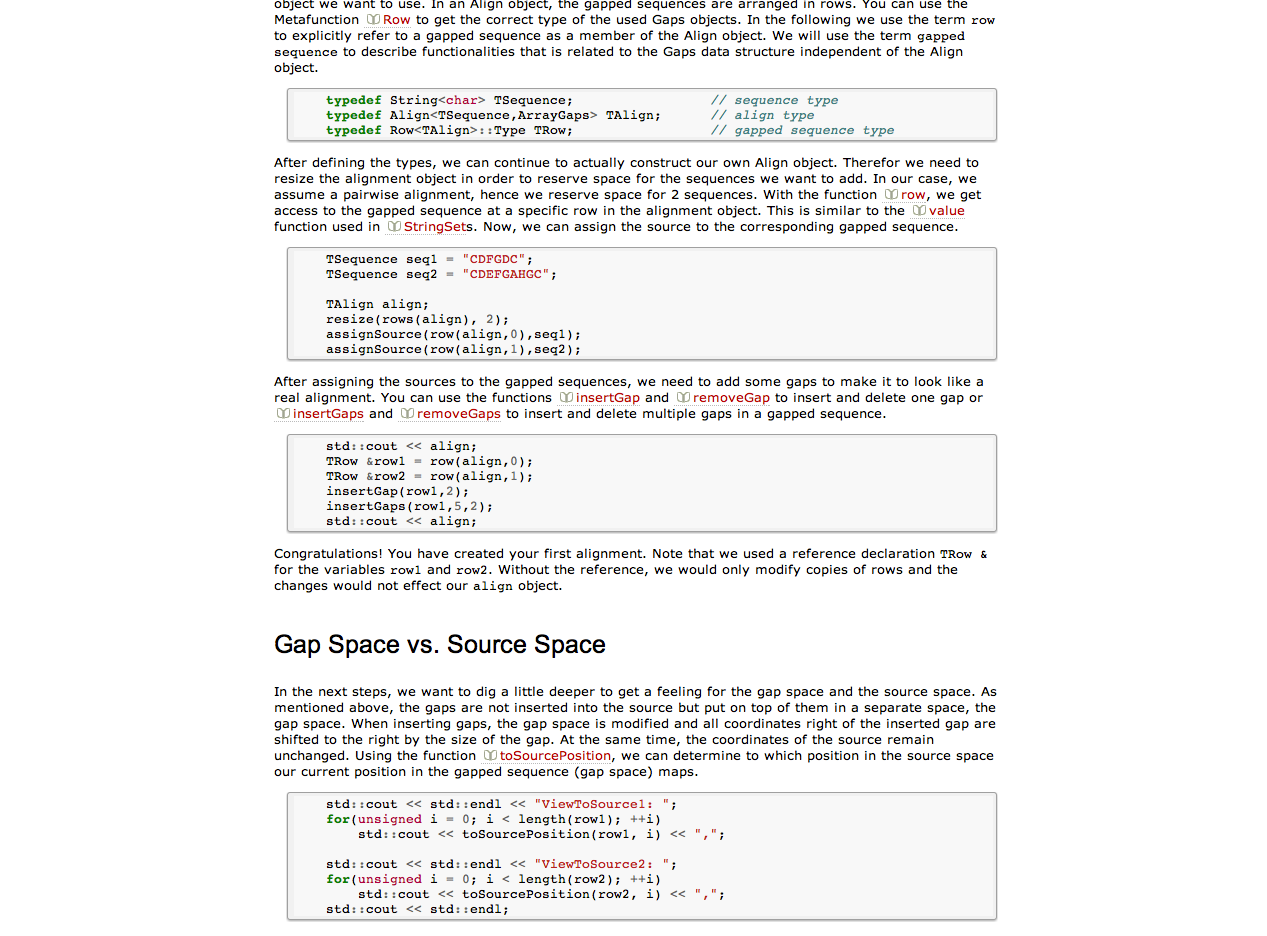 object we want to use. In an Align object, the gapped sequences are arranged in rows. You can use the
Metafunction Row to get the correct type of the used Gaps objects. In the following we use the term row
to explicitly refer to a gapped sequence as a member of the Align object. We will use the term gapped
sequence to describe functionalities that is related to the Gaps data structure independent of the Align
object.
typedef String<char> TSequence; // sequence type
typedef Align<TSequence,ArrayGaps> TAlign; // align type
typedef Row<TAlign>::Type TRow; // gapped sequence type
After defining the types, we can continue to actually construct our own Align object. Therefor we need to
resize the alignment object in order to reserve space for the sequences we want to add. In our case, we
assume a pairwise alignment, hence we reserve space for 2 sequences. With the function row, we get
access to the gapped sequence at a specific row in the alignment object. This is similar to the value
function used in StringSets. Now, we can assign the source to the corresponding gapped sequence.
TSequence seq1 = "CDFGDC";
TSequence seq2 = "CDEFGAHGC";
TAlign align;
resize(rows(align), 2);
assignSource(row(align,0),seq1);
assignSource(row(align,1),seq2);
After assigning the sources to the gapped sequences, we need to add some gaps to make it to look like a
real alignment. You can use the functions insertGap and removeGap to insert and delete one gap or
insertGaps and removeGaps to insert and delete multiple gaps in a gapped sequence.
std::cout << align;
TRow &row1 = row(align,0);
TRow &row2 = row(align,1);
insertGap(row1,2);
insertGaps(row1,5,2);
std::cout << align;
Congratulations! You have created your first alignment. Note that we used a reference declaration TRow &
for the variables row1 and row2. Without the reference, we would only modify copies of rows and the
changes would not effect our align object.
Gap Space vs. Source Space
In the next steps, we want to dig a little deeper to get a feeling for the gap space and the source space. As
mentioned above, the gaps are not inserted into the source but put on top of them in a separate space, the
gap space. When inserting gaps, the gap space is modified and all coordinates right of the inserted gap are
shifted to the right by the size of the gap. At the same time, the coordinates of the source remain
unchanged. Using the function toSourcePosition, we can determine to which position in the source space
our current position in the gapped sequence (gap space) maps.
std::cout << std::endl << "ViewToSource1: ";
for(unsigned i = 0; i < length(row1); ++i)
std::cout << toSourcePosition(row1, i) << ",";
std::cout << std::endl << "ViewToSource2: ";
for(unsigned i = 0; i < length(row2); ++i)
std::cout << toSourcePosition(row2, i) << ",";
std::cout << std::endl;